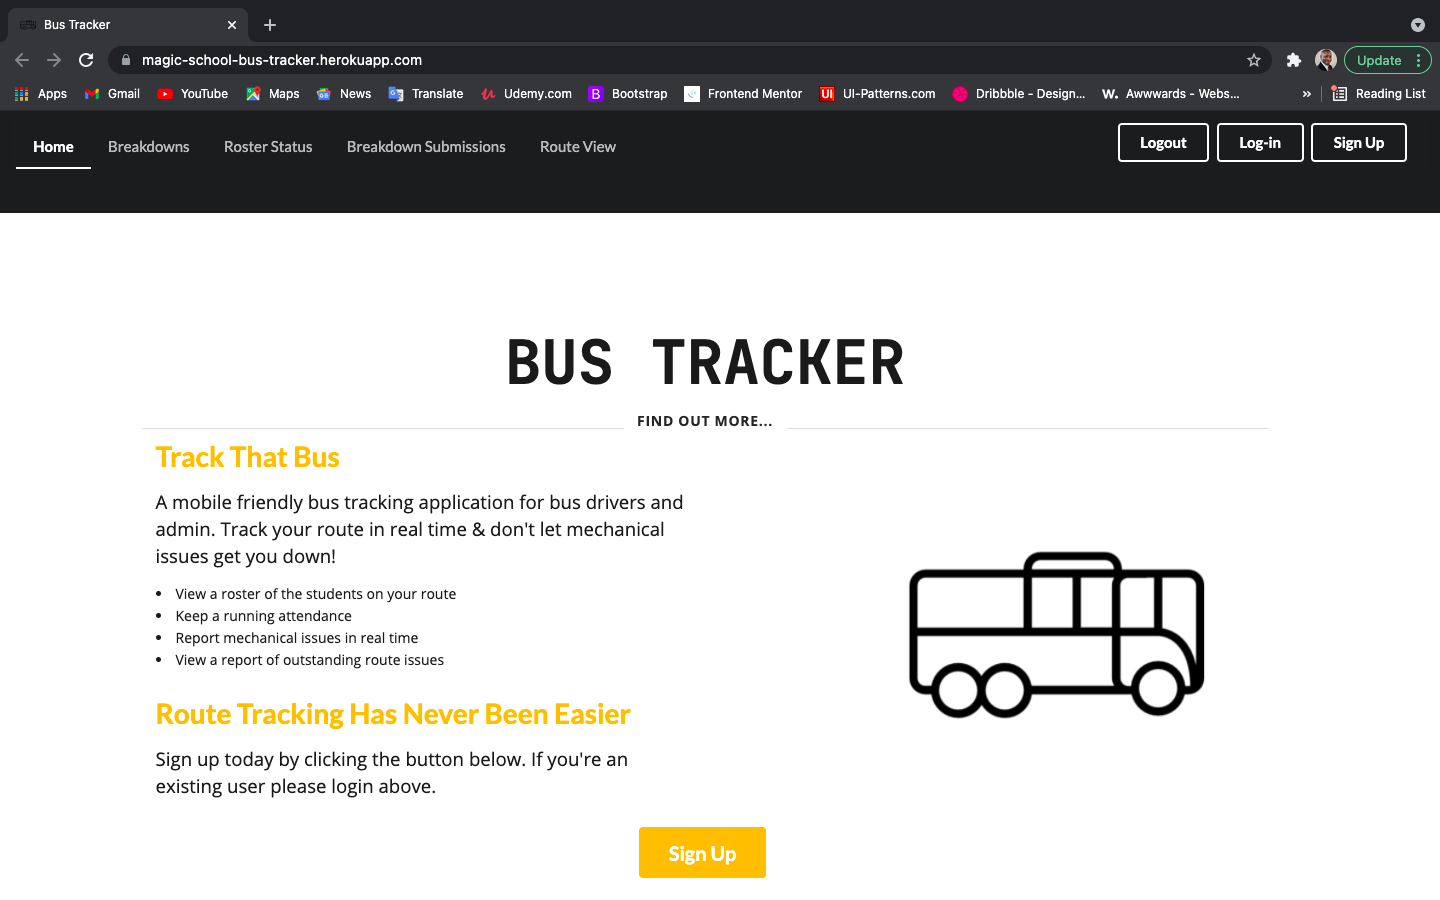 Bus Tracker
magic-school-bus-tracker.herokuapp.com
Update
Apps Gmail YouTube Maps News Translate Udemy.com B Bootstrap Frontend Mentor UI UI-Patterns.com Dribbble - Design... W. Awwwards - Webs... » Reading List
Home Breakdowns Roster Status Breakdown Submissions Route View Logout Log-in Sign Up
BUS TRACKER
FIND OUT MORE...
Track That Bus
A mobile friendly bus tracking application for bus drivers and
admin. Track your route in real time & don't let mechanical
issues get you down!
• View a roster of the students on your route
• Keep a running attendance
• Report mechanical issues in real time
• View a report of outstanding route issues
Route Tracking Has Never Been Easier
Sign up today by clicking the button below. If you're an
existing user please login above.
Sign Up